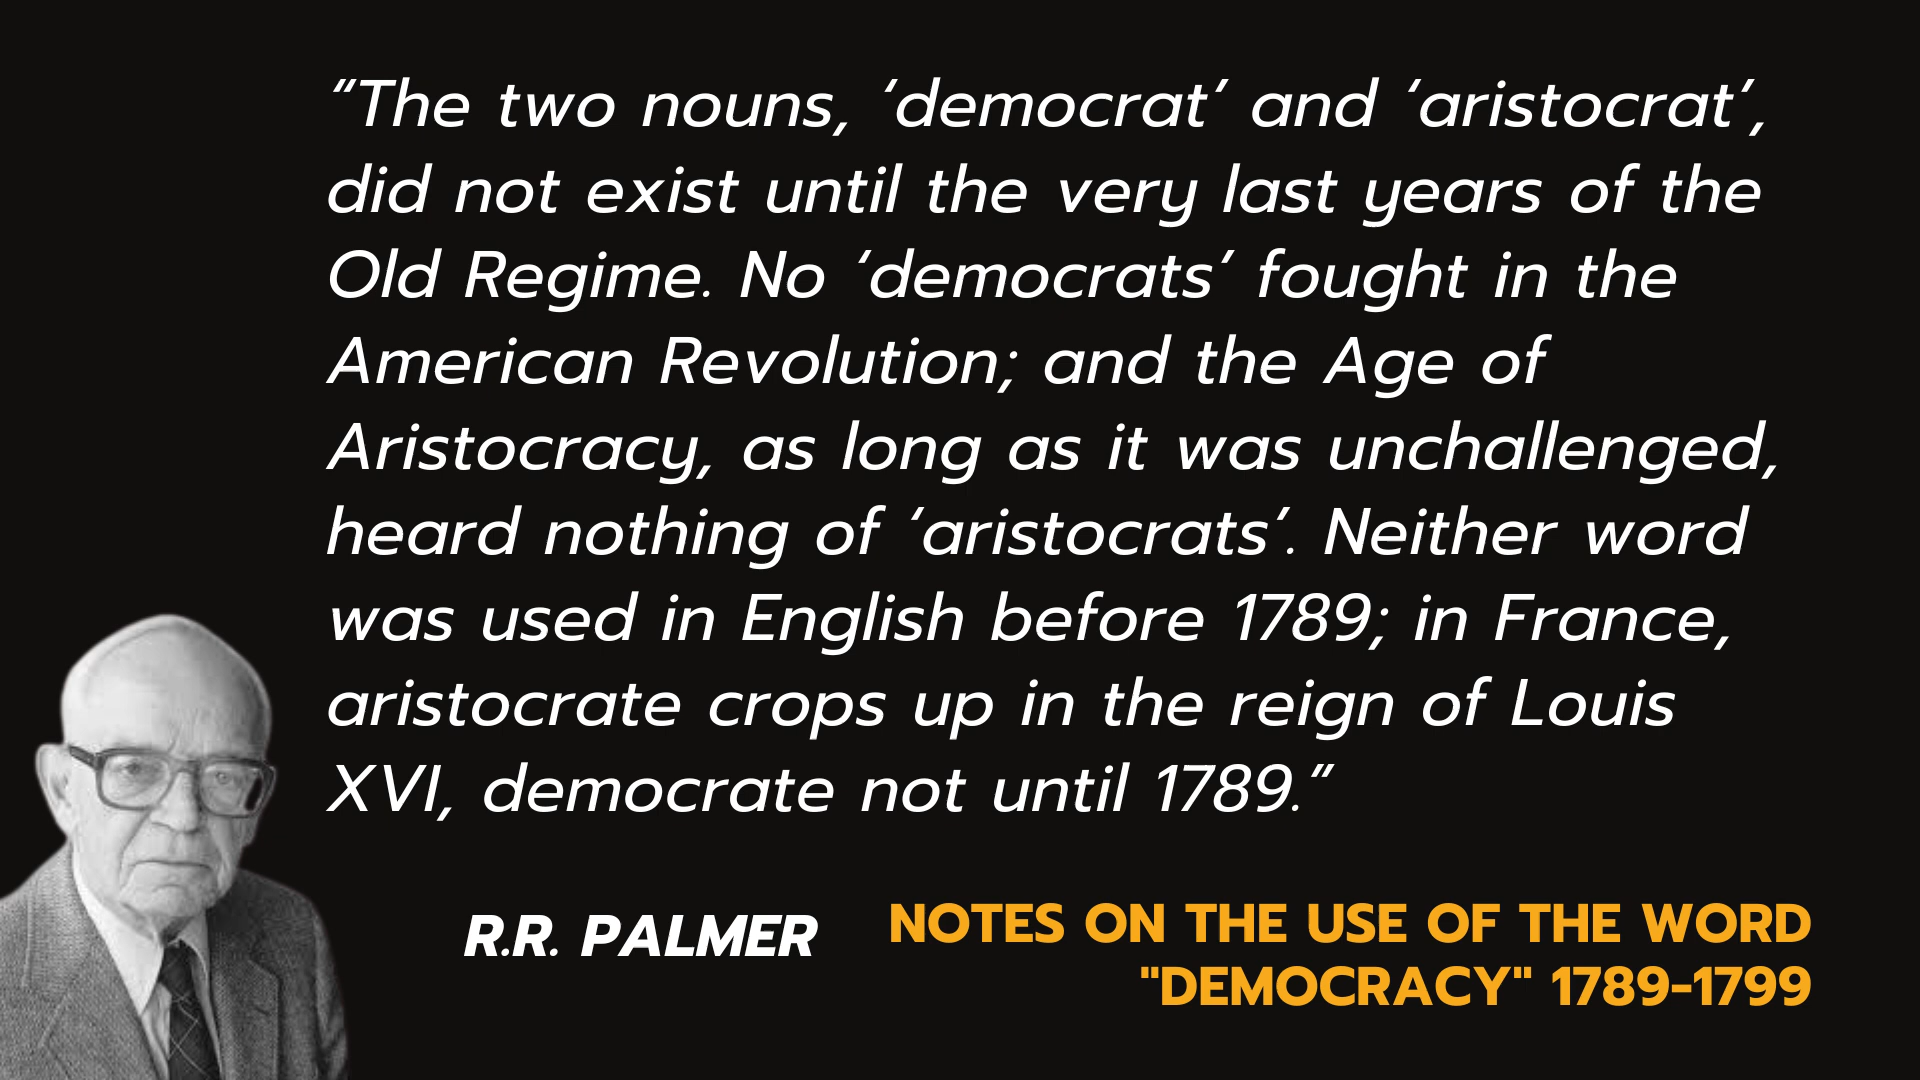 “The two nouns, ‘democrat’ and ‘aristocrat’,
did not exist until the very last years of the
Old Regime. No ‘democrats’ fought in the
American Revolution; and the Age of
Aristocracy, as long as it was unchallenged,
heard nothing of ‘aristocrats’. Neither word
was used in English before 1789; in France,
aristocrate crops up in the reign of Louis
XVI, democrate not until 1789.”
R.R. PALMER
NOTES ON THE USE OF THE WORD
"DEMOCRACY" 1789-1799